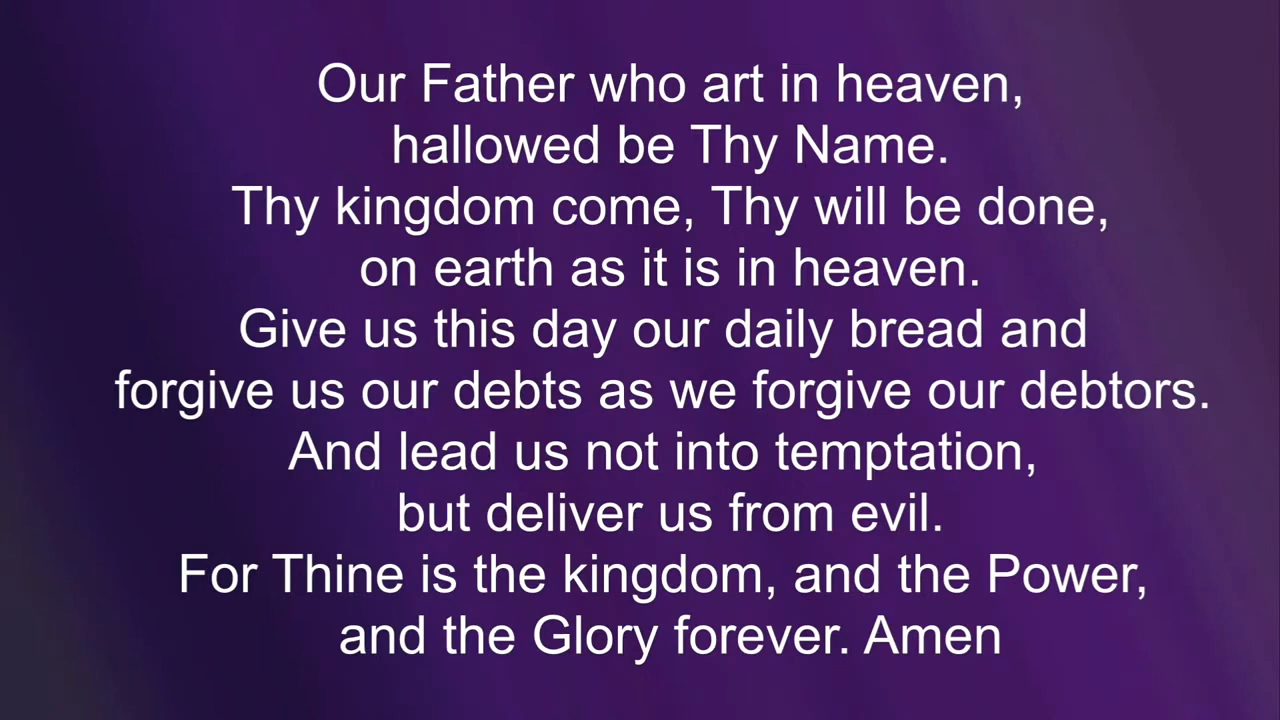 Our Father who art in heaven,
hallowed be Thy Name.
Thy kingdom come, Thy will be done,
on earth as it is in heaven.
Give us this day our daily bread and
forgive us our debts as we forgive our debtors.
And lead us not into temptation,
but deliver us from evil.
For Thine is the kingdom, and the Power,
and the Glory forever. Amen